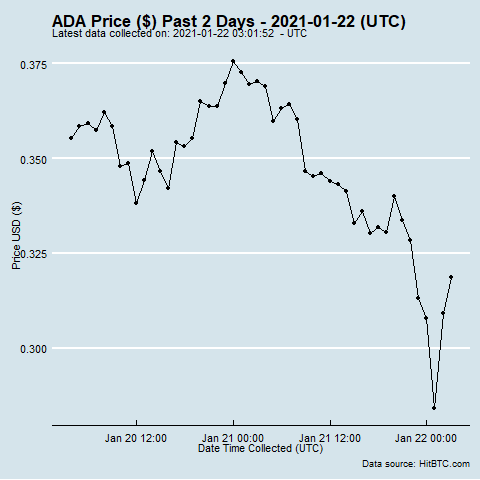 ADA Price ($) Past 2 Days - 2021-01-22 (UTC)
Latest data collected on: 2021-01-22 03:01:52  - UTC
0.375
0.350
0.325
0.300
Price USD ($)
Jan 20 12:00
Jan 21 00:00
Jan 21 12:00
Jan 22 00:00
Date Time Collected (UTC)
Data source: HitBTC.com